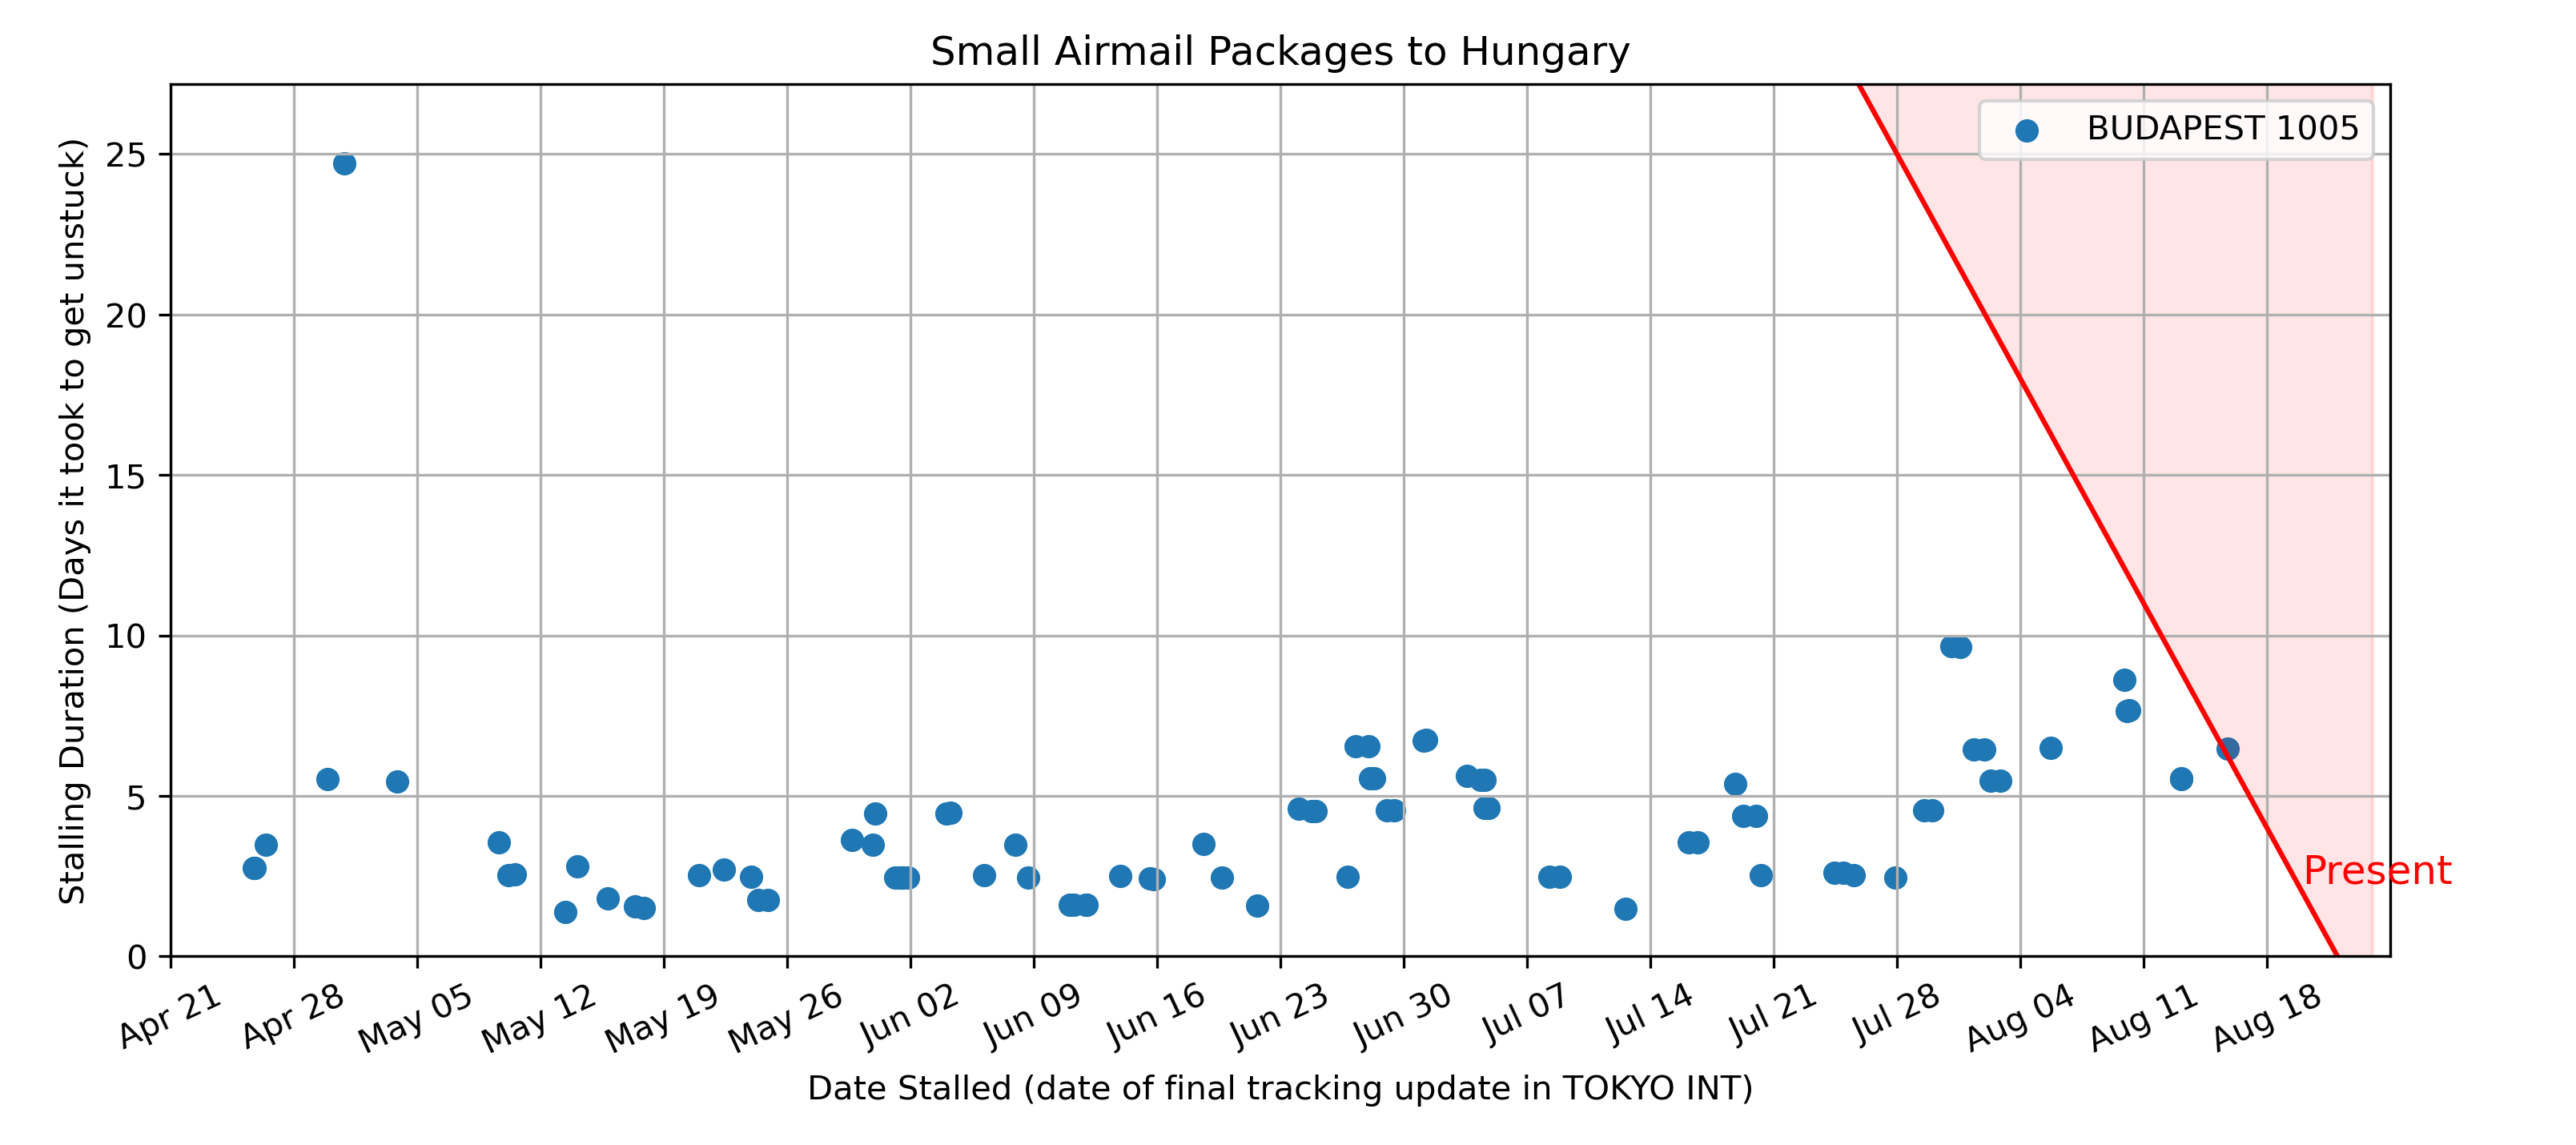 Small Airmail Packages to Hungary
BUDAPEST 1005
Stalling Duration (Days it took to get unstuck)
25
20
15
10
5
0
Present
Apr 21
Apr 28
May 05
May 12
May 19
May 26
Jun 02
Jun 09
Jun 16
Jun 23
Jun 30
Jul 07
Jul 14
Jul 21
Jul 28
Aug 04
Aug 11
Aug 18
Date Stalled (date of final tracking update in TOKYO INT)